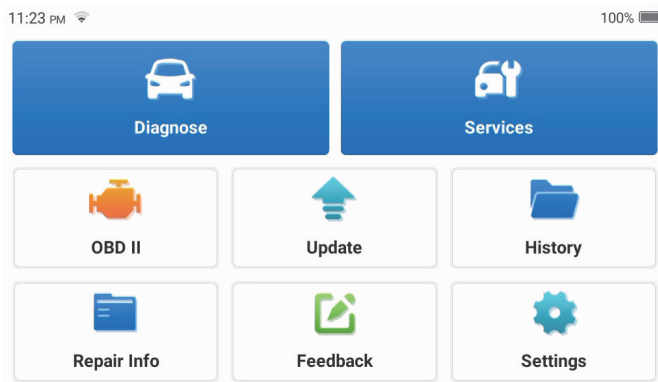 11:23 PM
100%
Diagnose
Services
OBD II
Update
History
Repair Info
Feedback
Settings